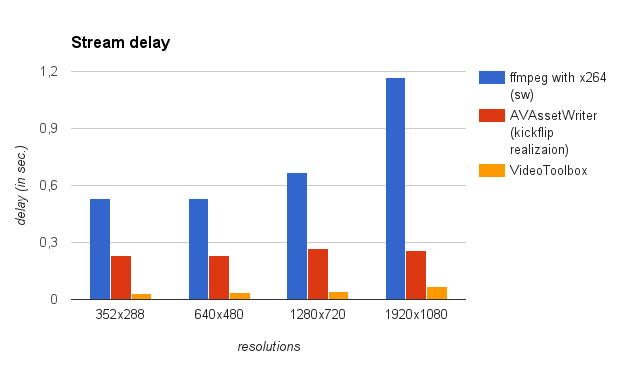 Stream delay
1,2
0,9
0,6
0,3
0
delay (in sec.)
352x288
640x480
1280x720
1920x1080
resolutions
ffmpeg with x264
(sw)
AVAssetWriter
(kickflip
realizaion)
VideoToolbox